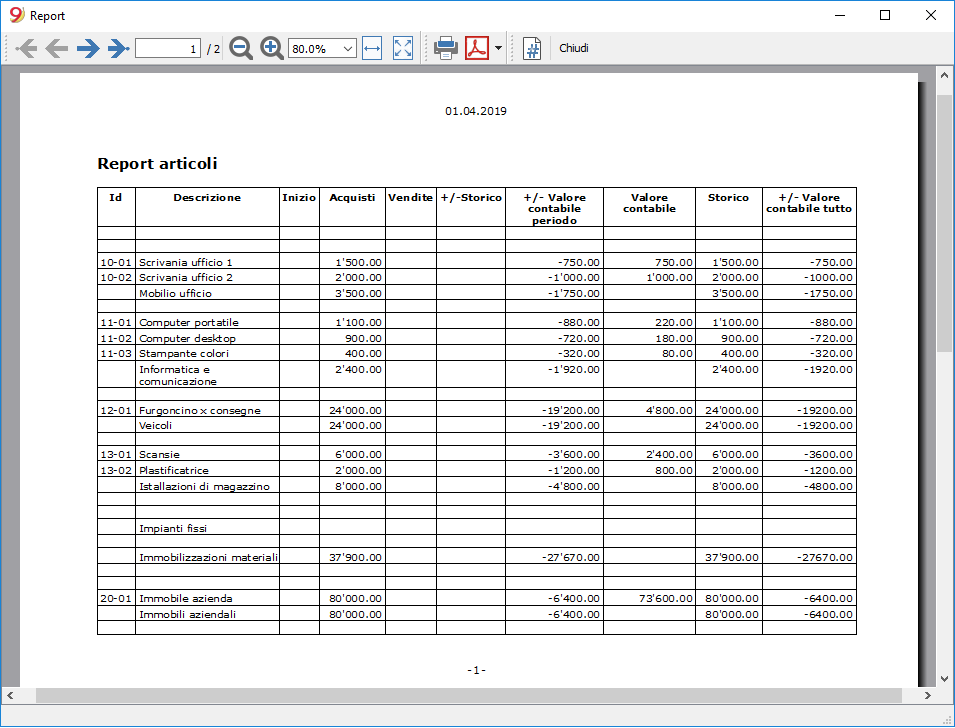 Report
1 / 2 80.0% Chiudi
01.04.2019
Report articoli
Id Descrizione Inizio Acquisti Vendite +/-Storico +/- Valore contabile periodo Valore contabile Storico +/- Valore contabile tutto
10-01 Scrivania ufficio 1 1'500.00 -750.00 750.00 1'500.00 -750.00
10-02 Scrivania ufficio 2 2'000.00 -1'000.00 1'000.00 2'000.00 -1000.00
Mobilio ufficio 3'500.00 -1'750.00 3'500.00 -1750.00
11-01 Computer portatile 1'100.00 -880.00 220.00 1'100.00 -880.00
11-02 Computer desktop 900.00 -720.00 180.00 900.00 -720.00
11-03 Stampante colori 400.00 -320.00 80.00 400.00 -320.00
Informatica e comunicazione 2'400.00 -1'920.00 2'400.00 -1920.00
12-01 Furgoncino x consegne 24'000.00 -19'200.00 4'800.00 24'000.00 -19200.00
Veicoli 24'000.00 -19'200.00 24'000.00 -19200.00
13-01 Scansie 6'000.00 -3'600.00 2'400.00 6'000.00 -3600.00
13-02 Plastificatrice 2'000.00 -1'200.00 800.00 2'000.00 -1200.00
Istallazioni di magazzino 8'000.00 -4'800.00 8'000.00 -4800.00
Impianti fissi
Immobilizzazioni materiali 37'900.00 -27'670.00 37'900.00 -27670.00
20-01 Immobile azienda 80'000.00 -6'400.00 73'600.00 80'000.00 -6400.00
Immobili aziendali 80'000.00 -6'400.00 80'000.00 -6400.00
-1-